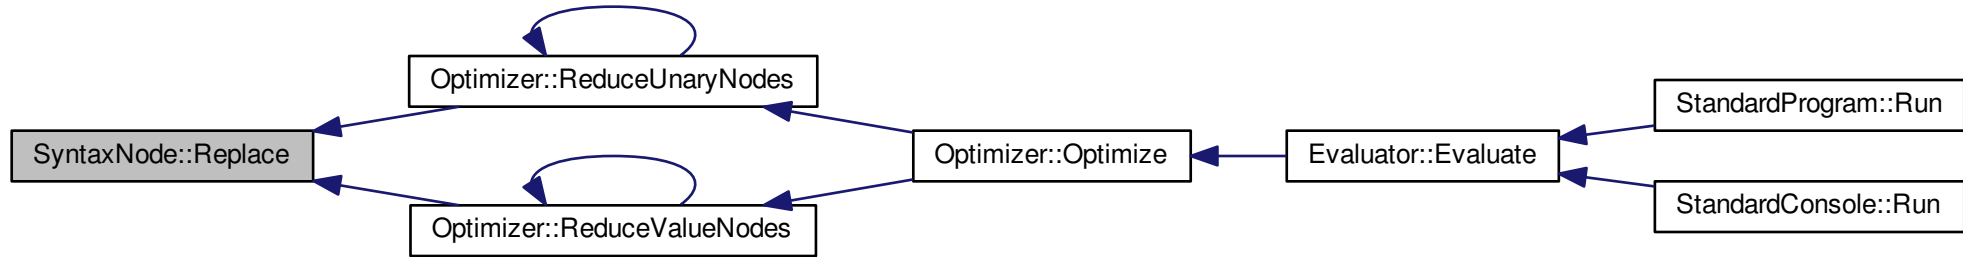 SyntaxNode::Replace
Optimizer::ReduceUnaryNodes
Optimizer::ReduceValueNodes
Optimizer::Optimize
Evaluator::Evaluate
StandardProgram::Run
StandardConsole::Run